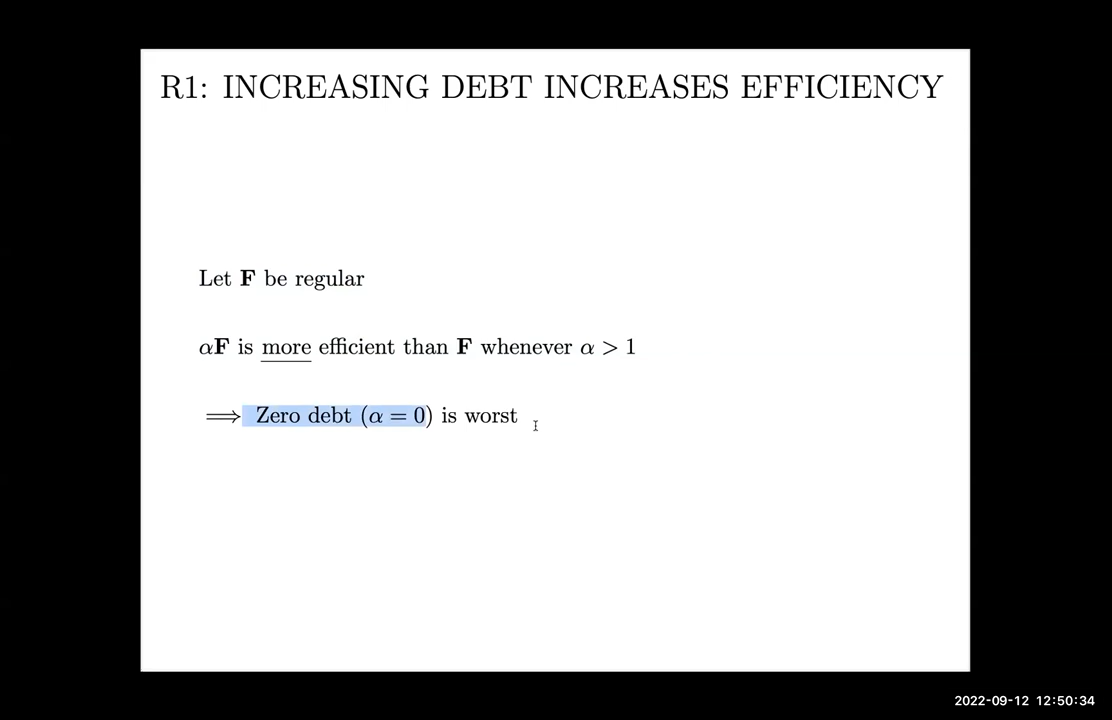 R1: INCREASING DEBT INCREASES EFFICIENCY
Let F be regular
αF is more efficient than F whenever α > 1
⟹ Zero debt (α = 0) is worst
2022-09-12 12:50:34